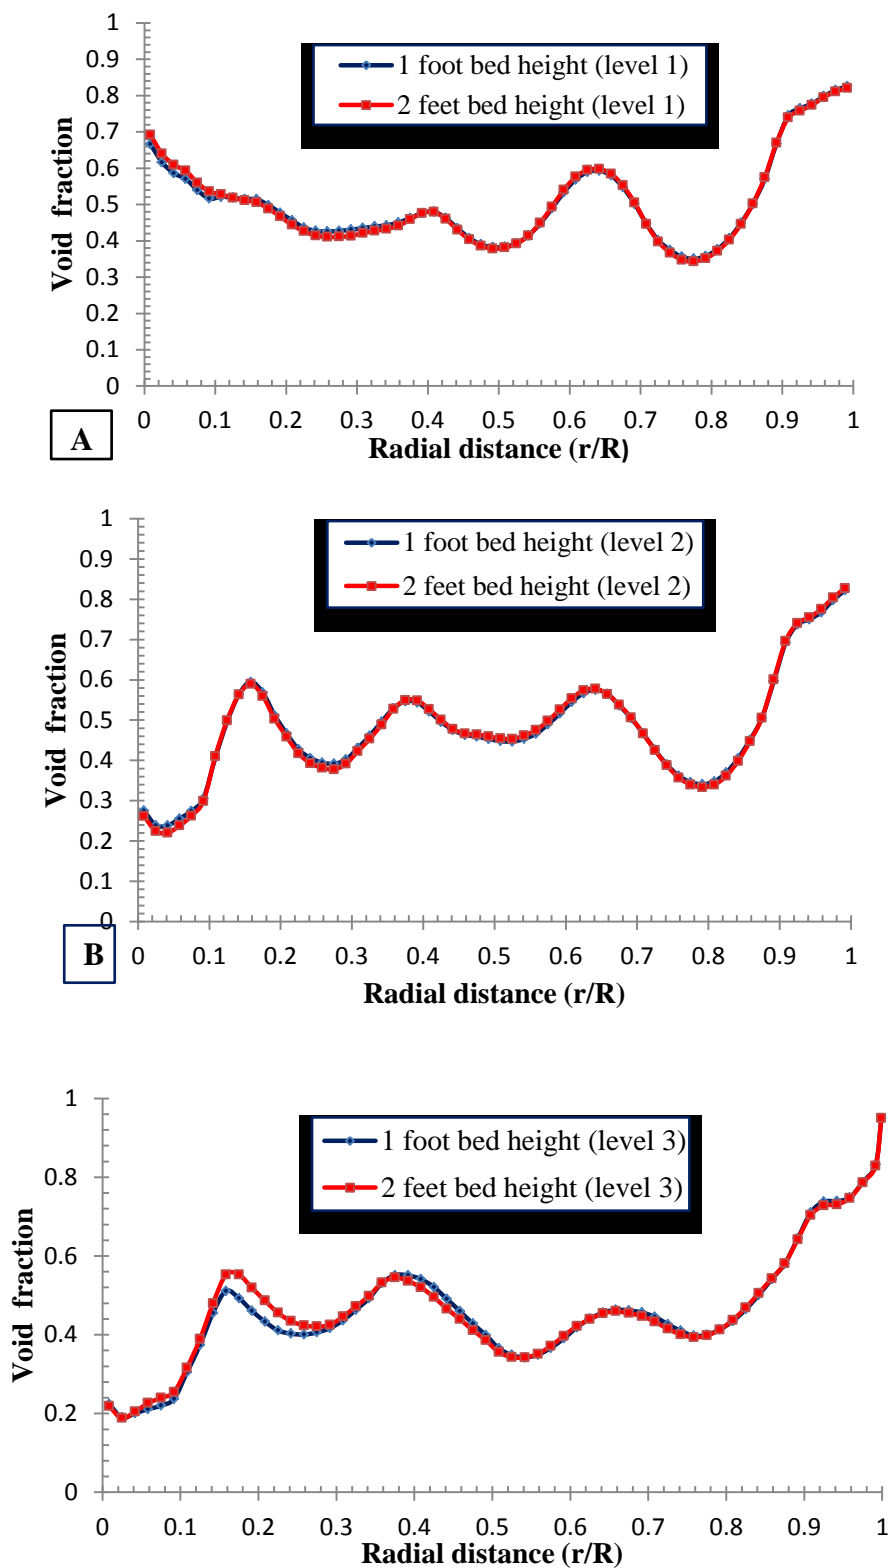 1
0.9
0.8
0.7
0.6
0.5
0.4
0.3
0.2
0.1
0
Void fraction
1 foot bed height (level 1)
2 feet bed height (level 1)
0 0.1 0.2 0.3 0.4 0.5 0.6 0.7 0.8 0.9 1
Radial distance (r/R)
A
1
0.9
0.8
0.7
0.6
0.5
0.4
0.3
0.2
0.1
0
Void fraction
1 foot bed height (level 2)
2 feet bed height (level 2)
0 0.1 0.2 0.3 0.4 0.5 0.6 0.7 0.8 0.9 1
Radial distance (r/R)
B
1
0.8
0.6
0.4
0.2
0
Void fraction
1 foot bed height (level 3)
2 feet bed height (level 3)
0 0.1 0.2 0.3 0.4 0.5 0.6 0.7 0.8 0.9 1
Radial distance (r/R)